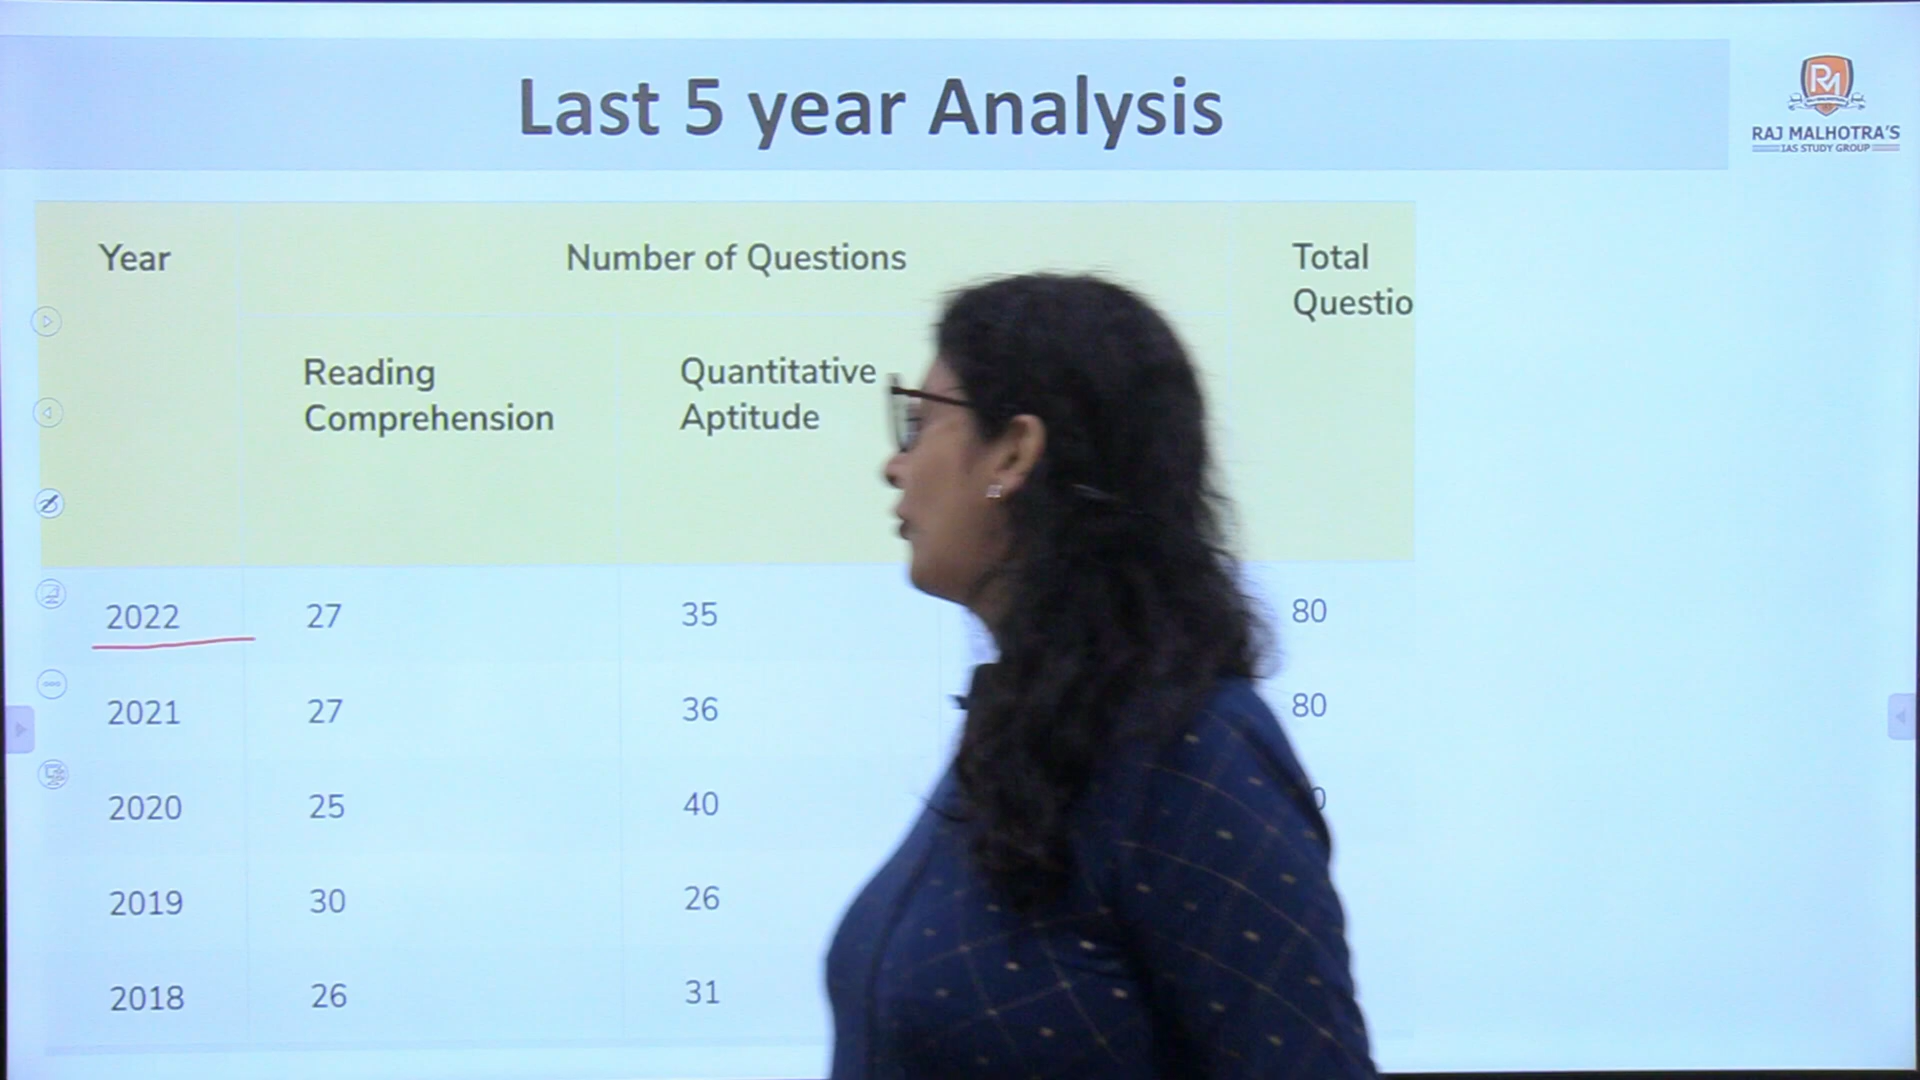 Last 5 year Analysis
RAJ MALHOTRA'S
IAS STUDY GROUP
Year
Number of Questions
Total
Questio
Reading
Comprehension
Quantitative
Aptitude
2022 27 35 80
2021 27 36 80
2020 25 40
2019 30 26
2018 26 31